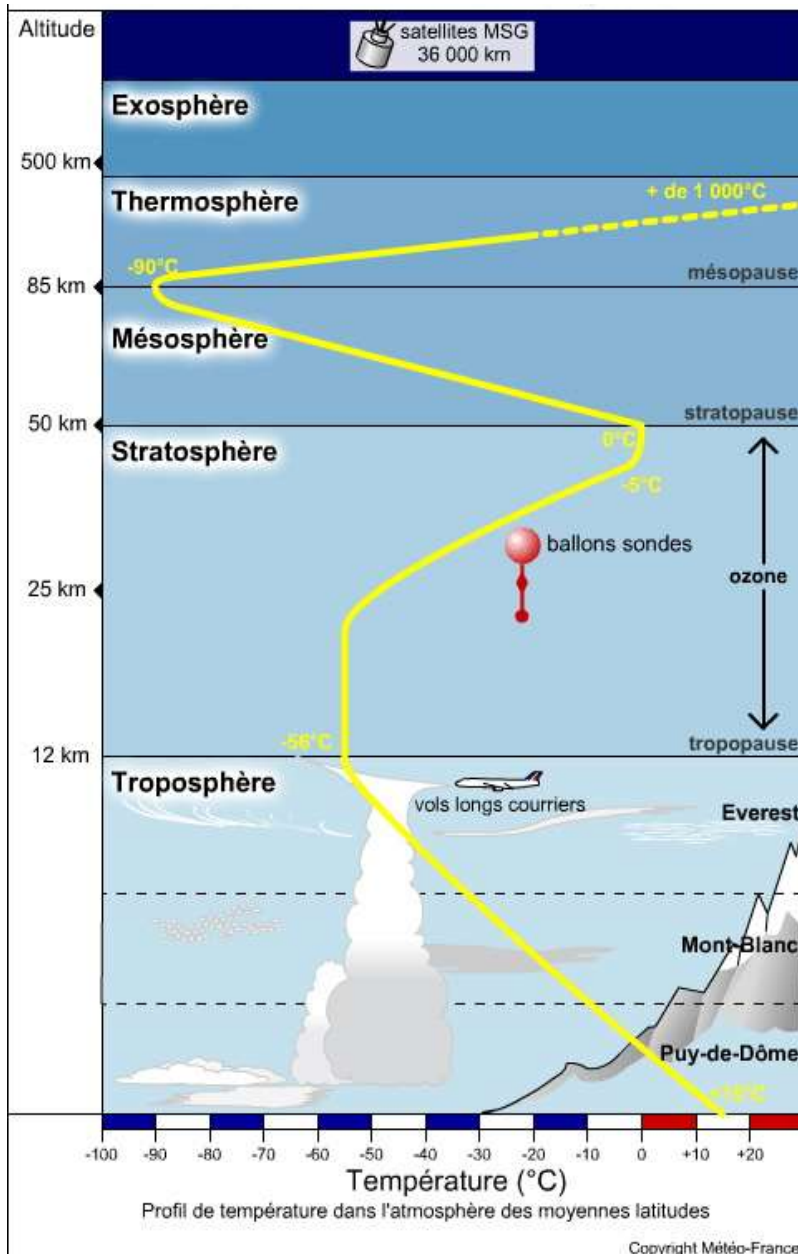 Altitude
satellites MSG
36 000 km
Exosphère
500 km
Thermosphère
+ de 1 000°C
-90°C
mésopause
85 km
Mésosphère
stratopause
50 km
0°C
Stratosphère
-5°C
ballons sondes
ozone
25 km
-56°C
tropopause
12 km
Troposphère
vols longs courriers
Everest
Mont-Blanc
Puy-de-Dôme
+15°C
-100 -90 -80 -70 -60 -50 -40 -30 -20 -10 0 +10 +20
Température (°C)
Profil de température dans l'atmosphère des moyennes latitudes
Copyright Météo-France